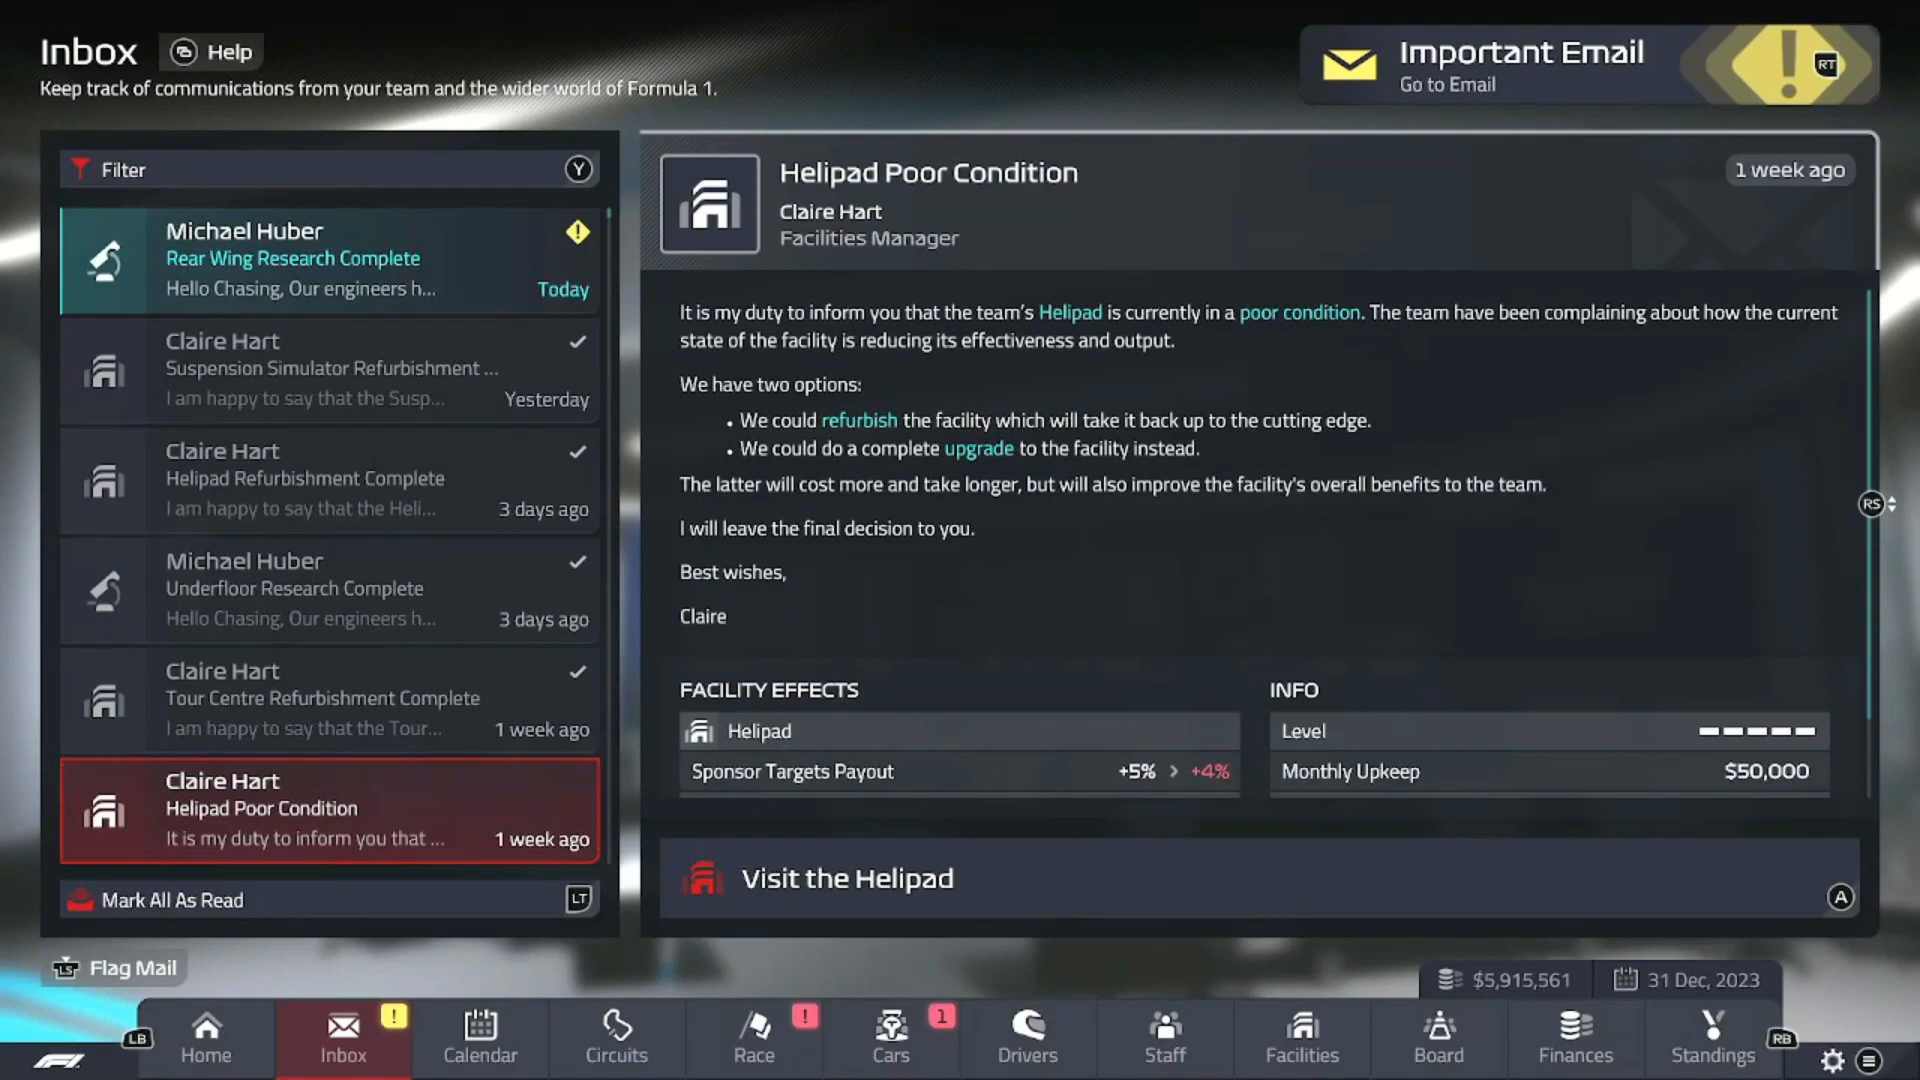 Inbox
Help
Keep track of communications from your team and the wider world of Formula 1.
Important Email
Go to Email
RT
Filter
Y
Michael Huber
Rear Wing Research Complete
Hello Chasing, Our engineers h...
Today
Claire Hart
Suspension Simulator Refurbishment ...
I am happy to say that the Susp...
Yesterday
Claire Hart
Helipad Refurbishment Complete
I am happy to say that the Heli...
3 days ago
Michael Huber
Underfloor Research Complete
Hello Chasing, Our engineers h...
3 days ago
Claire Hart
Tour Centre Refurbishment Complete
I am happy to say that the Tour...
1 week ago
Claire Hart
Helipad Poor Condition
It is my duty to inform you that ...
1 week ago
Mark All As Read
LT
LS
Flag Mail
Helipad Poor Condition
1 week ago
Claire Hart
Facilities Manager
It is my duty to inform you that the team's Helipad is currently in a poor condition. The team have been complaining about how the current
state of the facility is reducing its effectiveness and output.
We have two options:
• We could refurbish the facility which will take it back up to the cutting edge.
• We could do a complete upgrade to the facility instead.
The latter will cost more and take longer, but will also improve the facility's overall benefits to the team.
I will leave the final decision to you.
Best wishes,
Claire
RS
FACILITY EFFECTS
Helipad
Sponsor Targets Payout +5% > +4%
INFO
Level
Monthly Upkeep $50,000
Visit the Helipad
A
$5,915,561
31 Dec, 2023
LB
Home
Inbox
!
Calendar
Circuits
Race
!
Cars
1
Drivers
Staff
Facilities
Board
Finances
Standings
RB
F1